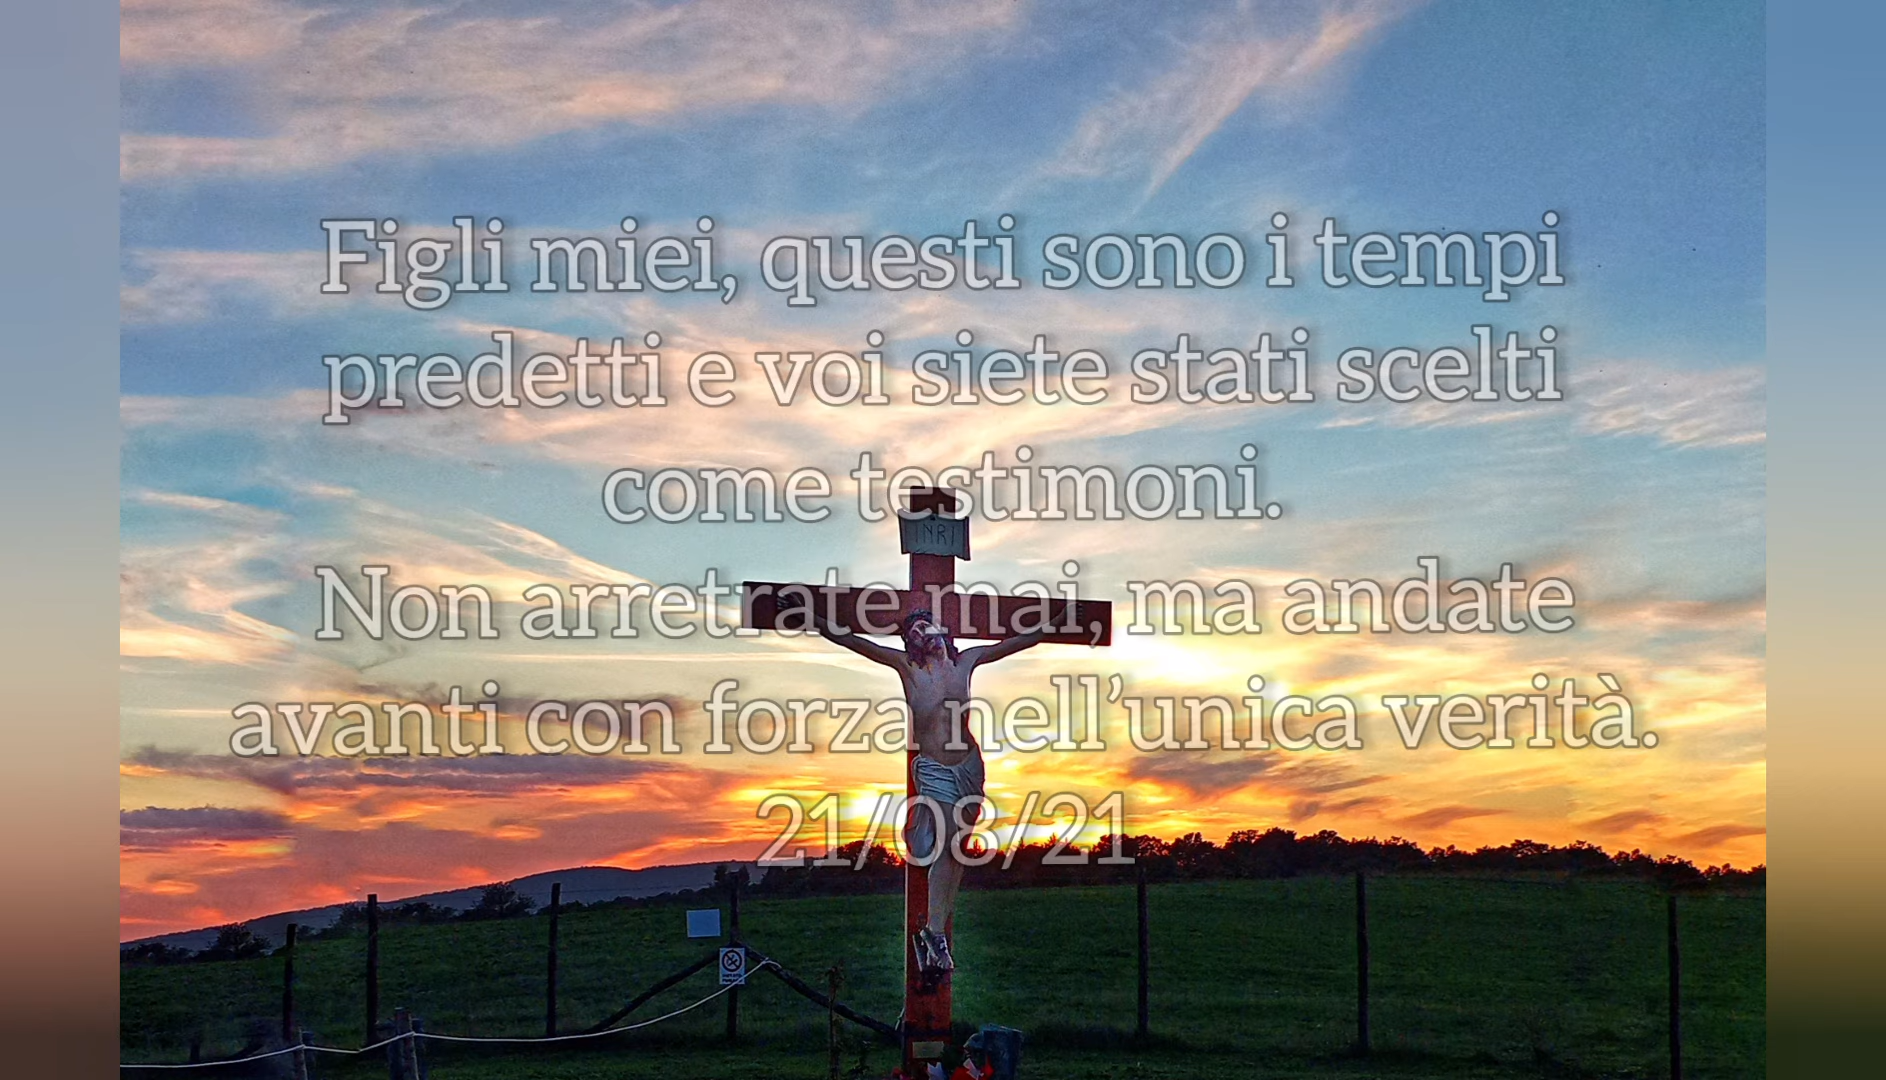 Figli miei, questi sono i tempi
predetti e voi siete stati scelti
come testimoni.
INRI
Non arretrate mai, ma andate
avanti con forza nell'unica verità.
21/08/21